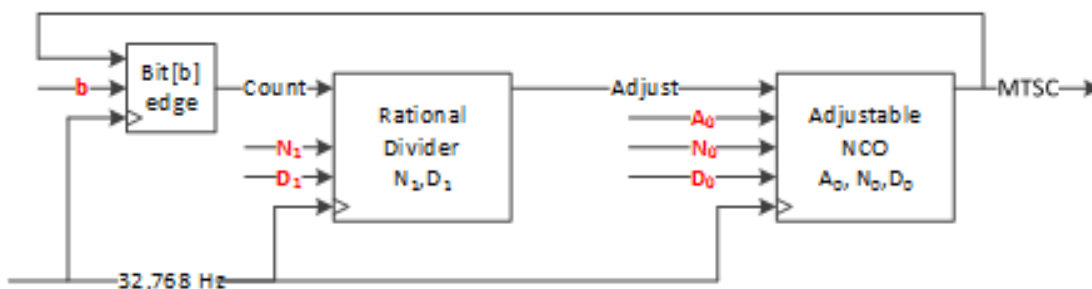 b
Bit[b]
edge
Count
N₁
D₁
Rational
Divider
N₁,D₁
Adjust
A₀
N₀
D₀
Adjustable
NCO
A₀, N₀,D₀
MTSC
32.768 Hz